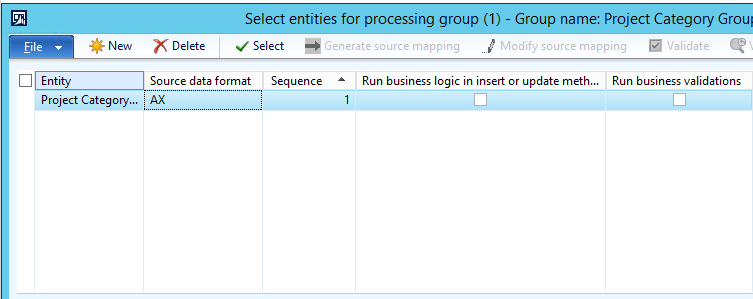 Select entities for processing group (1) - Group name: Project Category Grou
File New Delete Select Generate source mapping Modify source mapping Validate
Entity Source data format Sequence Run business logic in insert or update meth... Run business validations
Project Category... AX 1